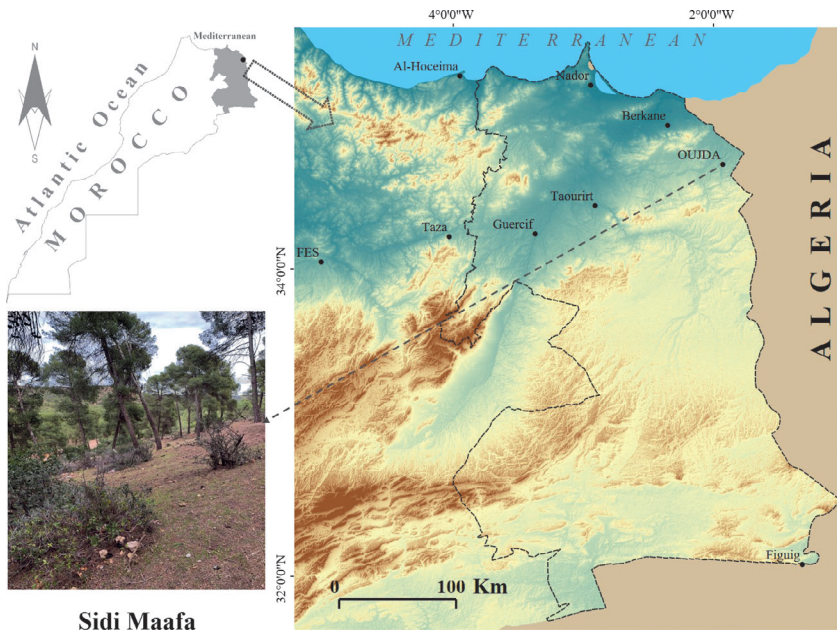 4°0'0"W
2°0'0"W
N
S
Mediterranean
Atlantic Ocean
MOROCCO
MEDITERRANEAN
Al-Hoceima
Nador
Berkane
OUJDA
Taourirt
Guercif
Taza
FES
34°0'0"N
ALGERIA
32°0'0"N
Figuig
0
100 Km
Sidi Maafa